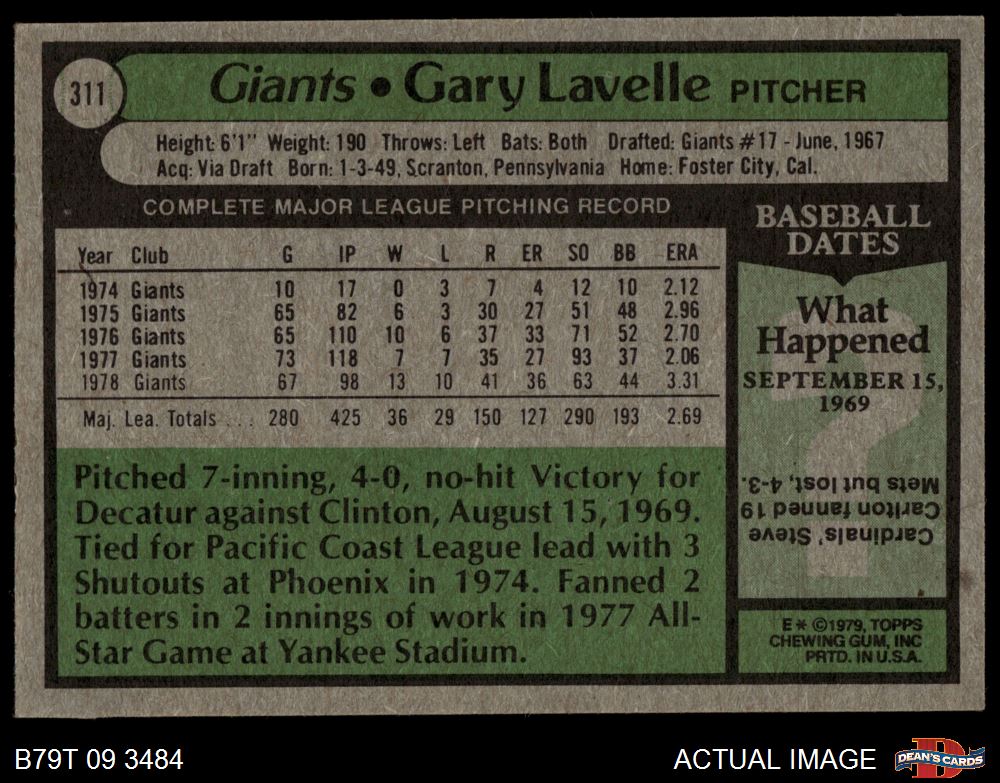 311
Giants • Gary Lavelle PITCHER
Height: 6'1" Weight: 190 Throws: Left Bats: Both Drafted: Giants #17 - June, 1967
Acq: Via Draft Born: 1-3-49, Scranton, Pennsylvania Home: Foster City, Cal.
COMPLETE MAJOR LEAGUE PITCHING RECORD
Year Club G IP W L R ER SO BB ERA
1974 Giants 10 17 0 3 7 4 12 10 2.12
1975 Giants 65 82 6 3 30 27 51 48 2.96
1976 Giants 65 110 10 6 37 33 71 52 2.70
1977 Giants 73 118 7 7 35 27 93 37 2.06
1978 Giants 67 98 13 10 41 36 63 44 3.31
Maj. Lea. Totals . . . 280 425 36 29 150 127 290 193 2.69
Pitched 7-inning, 4-0, no-hit Victory for
Decatur against Clinton, August 15, 1969.
Tied for Pacific Coast League lead with 3
Shutouts at Phoenix in 1974. Fanned 2
batters in 2 innings of work in 1977 All-
Star Game at Yankee Stadium.
BASEBALL
DATES
What
Happened
SEPTEMBER 15,
1969
?
Cardinals' Steve
Carlton fanned 19
Mets but lost, 4-3.
E* ©1979, TOPPS
CHEWING GUM, INC
PRTD. IN U.S.A.
B79T 09 3484
ACTUAL IMAGE
D
DEAN'S CARDS